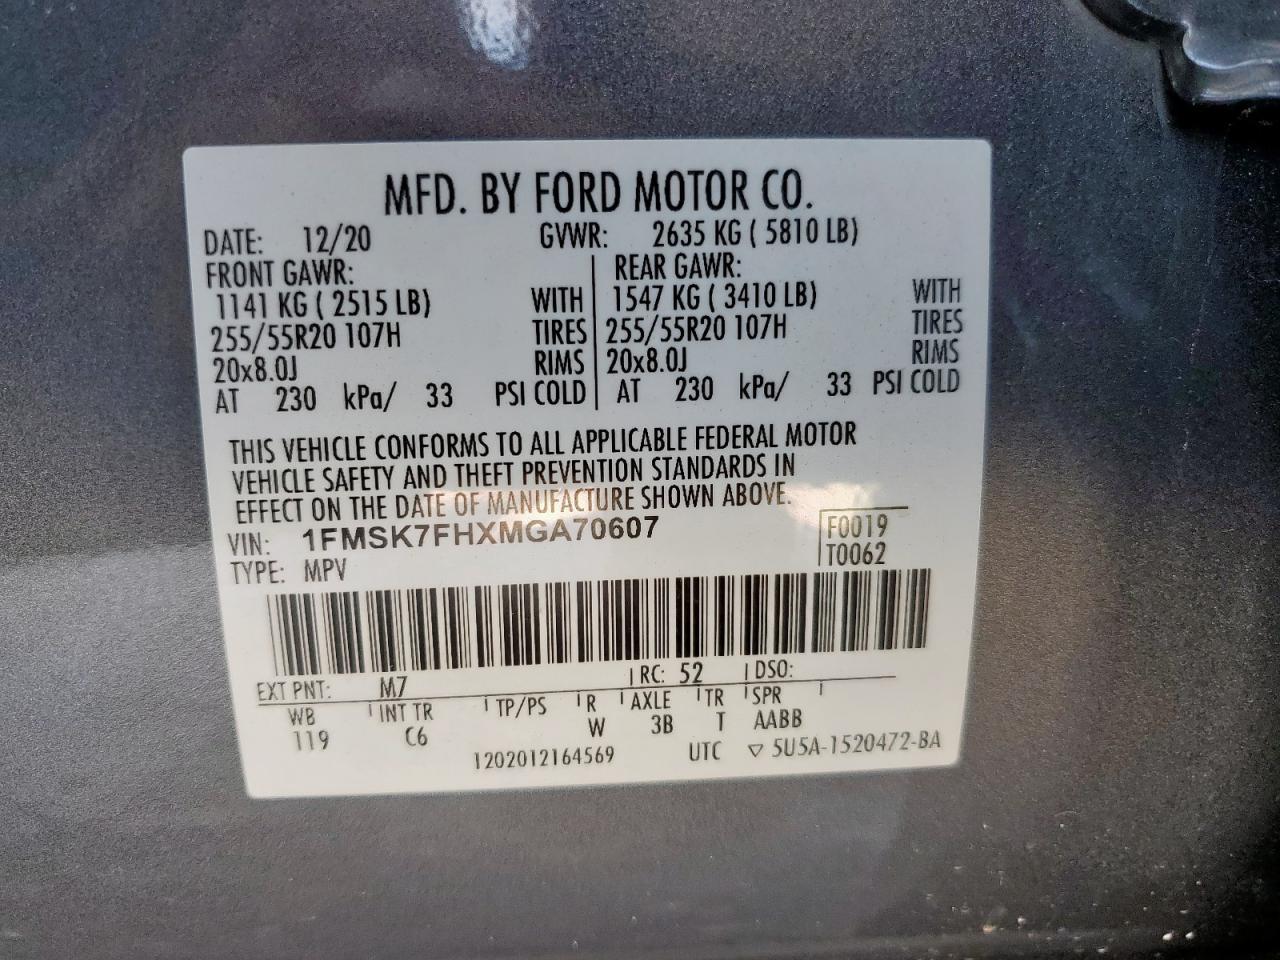 MFD. BY FORD MOTOR CO.
DATE: 12/20 GVWR: 2635 KG ( 5810 LB)
FRONT GAWR: REAR GAWR:
1141 KG ( 2515 LB) WITH 1547 KG ( 3410 LB) WITH
255/55R20 107H TIRES 255/55R20 107H TIRES
20x8.0J RIMS 20x8.0J RIMS
AT 230 kPa/ 33 PSI COLD AT 230 kPa/ 33 PSI COLD
THIS VEHICLE CONFORMS TO ALL APPLICABLE FEDERAL MOTOR
VEHICLE SAFETY AND THEFT PREVENTION STANDARDS IN
EFFECT ON THE DATE OF MANUFACTURE SHOWN ABOVE.
VIN: 1FMSK7FHXMGA70607 F0019
TYPE: MPV T0062
EXT PNT: M7 RC: 52 DSO:
WB INT TR TP/PS R AXLE TR SPR
119 C6 W 3B T AABB
1202012164569 UTC ▽ 5U5A-1520472-BA